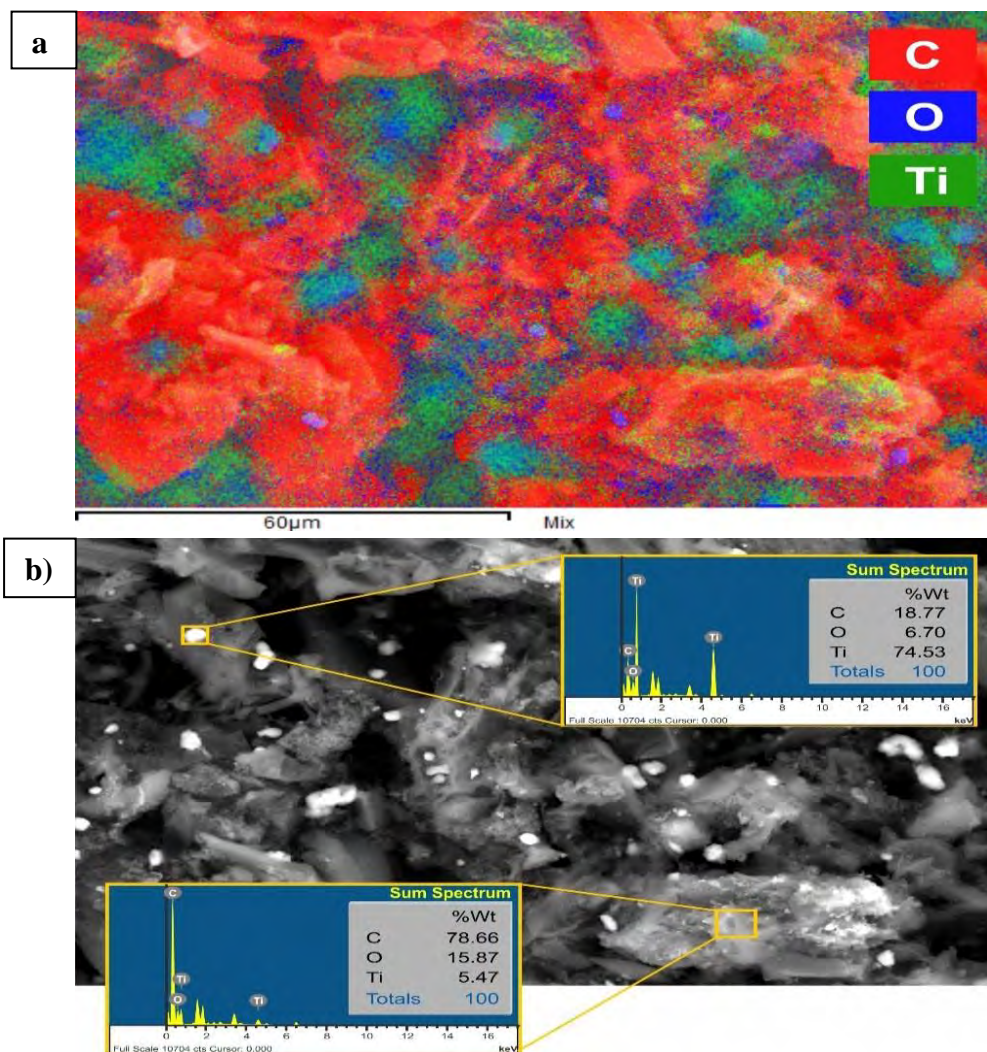 a
C
O
Ti
60µm Mix
b)
Sum Spectrum
%Wt
C 18.77
O 6.70
Ti 74.53
Totals 100
Ti
C
O
Ti
0 2 4 6 8 10 12 14 16
Full Scale 10704 cts Cursor: 0.000 keV
Sum Spectrum
%Wt
C 78.66
O 15.87
Ti 5.47
Totals 100
C
Ti
O
Ti
0 2 4 6 8 10 12 14 16
Full Scale 10704 cts Cursor: 0.000 keV